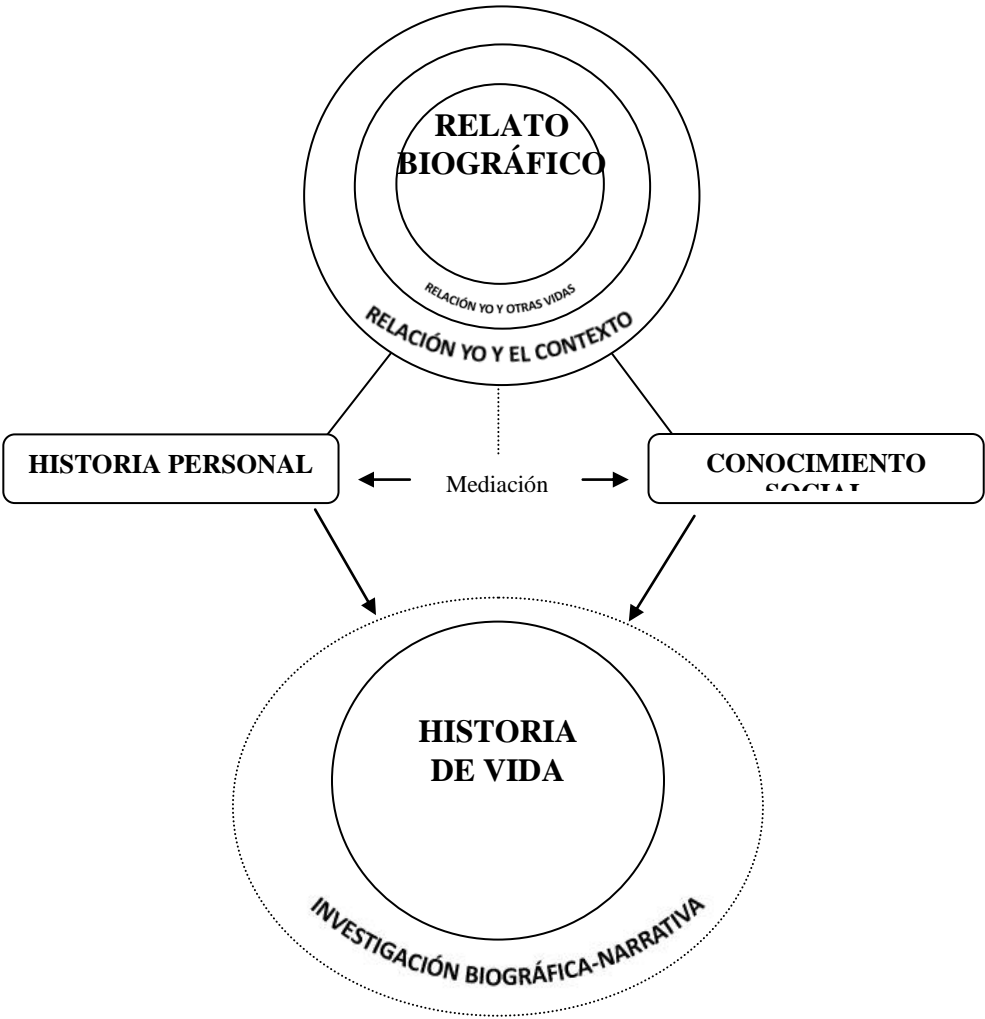 RELATO
BIOGRÁFICO
RELACIÓN YO Y OTRAS VIDAS
RELACIÓN YO Y EL CONTEXTO
HISTORIA PERSONAL
Mediación
CONOCIMIENTO
SOCIAL
HISTORIA
DE VIDA
INVESTIGACIÓN BIOGRÁFICA-NARRATIVA